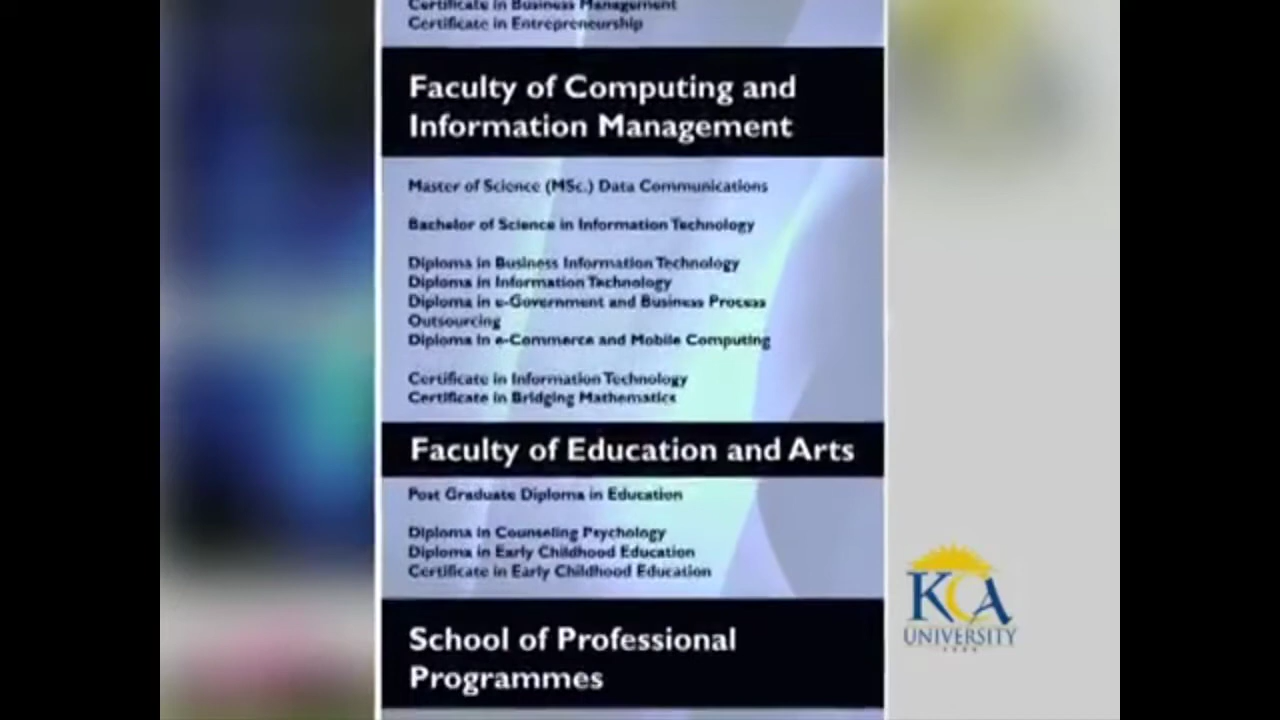 Certificate in Business Management
Certificate in Entrepreneurship
Faculty of Computing and
Information Management
Master of Science (MSc.) Data Communications
Bachelor of Science in Information Technology
Diploma in Business Information Technology
Diploma in Information Technology
Diploma in e-Government and Business Process
Outsourcing
Diploma in e-Commerce and Mobile Computing
Certificate in Information Technology
Certificate in Bridging Mathematics
Faculty of Education and Arts
Post Graduate Diploma in Education
Diploma in Counseling Psychology
Diploma in Early Childhood Education
Certificate in Early Childhood Education
School of Professional
Programmes
KCA
UNIVERSITY